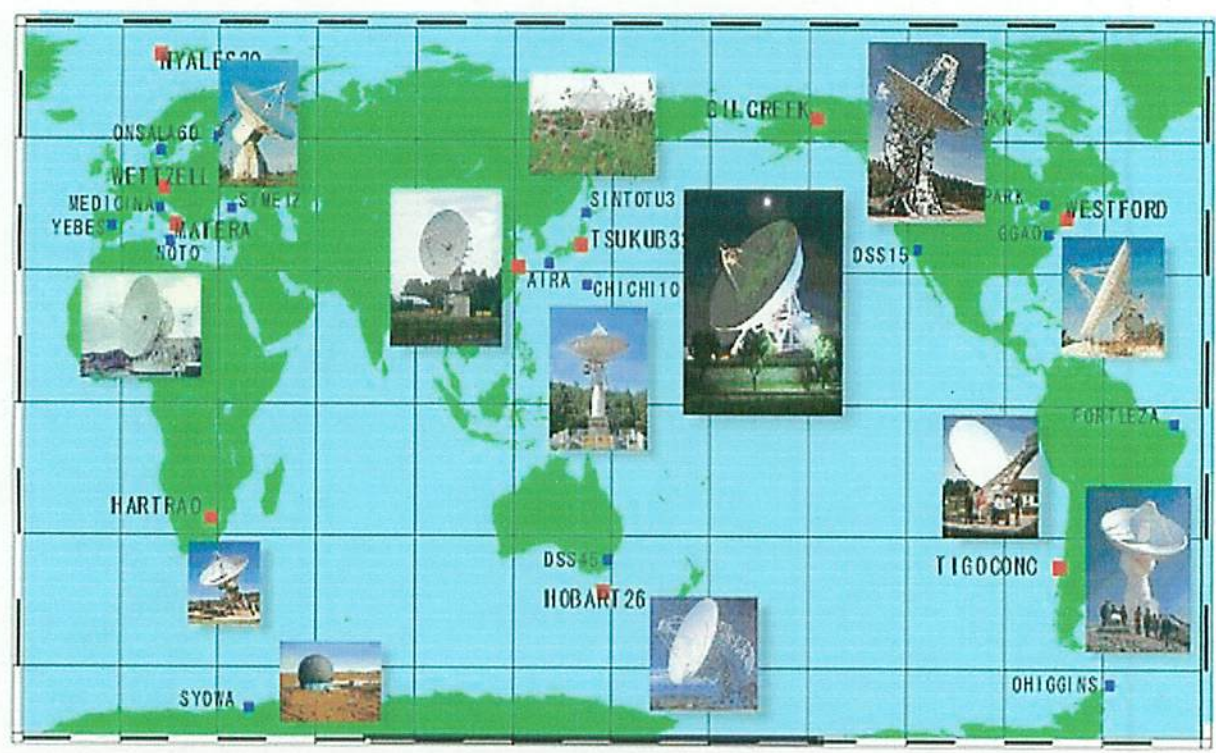 NYALES20
ONSALA60
WETTZELL
MEDICINA
YEBES
MATERA
NOTO
SINTOTU3
TSUKUB32
AIRA
CHICHI10
GILCREEK
PARK
WESTFORD
GGAO
DSS15
FORTLEZA
HARTRAO
DSS45
HOBART26
TIGOCONC
SYOWA
OHIGGINS